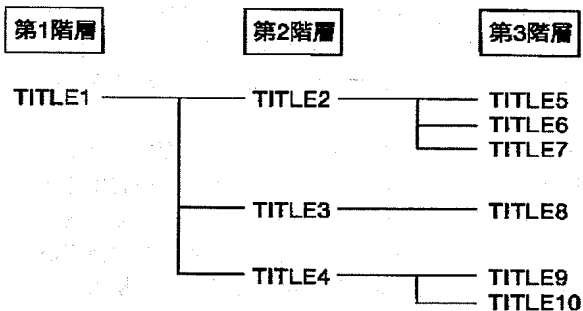 第1階層 第2階層 第3階層
TITLE1 TITLE2 TITLE5
TITLE6
TITLE7
TITLE3 TITLE8
TITLE4 TITLE9
TITLE10